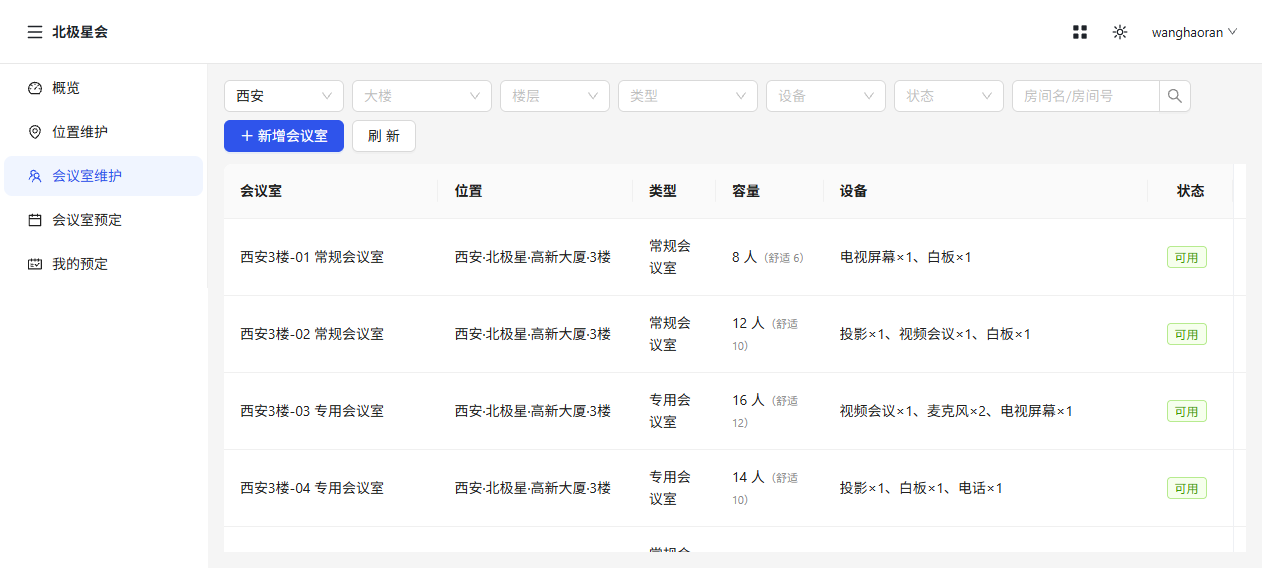 北极星会
wanghaoran
概览
位置维护
会议室维护
会议室预定
我的预定
西安 大楼 楼层 类型 设备 状态 房间名/房间号
新增会议室 刷 新
会议室 位置 类型 容量 设备 状态
西安3楼-01 常规会议室 西安·北极星·高新大厦·3楼 常规会议室 8 人 (舒适 6) 电视屏幕×1、白板×1 可用
西安3楼-02 常规会议室 西安·北极星·高新大厦·3楼 常规会议室 12 人 (舒适 10) 投影×1、视频会议×1、白板×1 可用
西安3楼-03 专用会议室 西安·北极星·高新大厦·3楼 专用会议室 16 人 (舒适 12) 视频会议×1、麦克风×2、电视屏幕×1 可用
西安3楼-04 专用会议室 西安·北极星·高新大厦·3楼 专用会议室 14 人 (舒适 10) 投影×1、白板×1、电话×1 可用